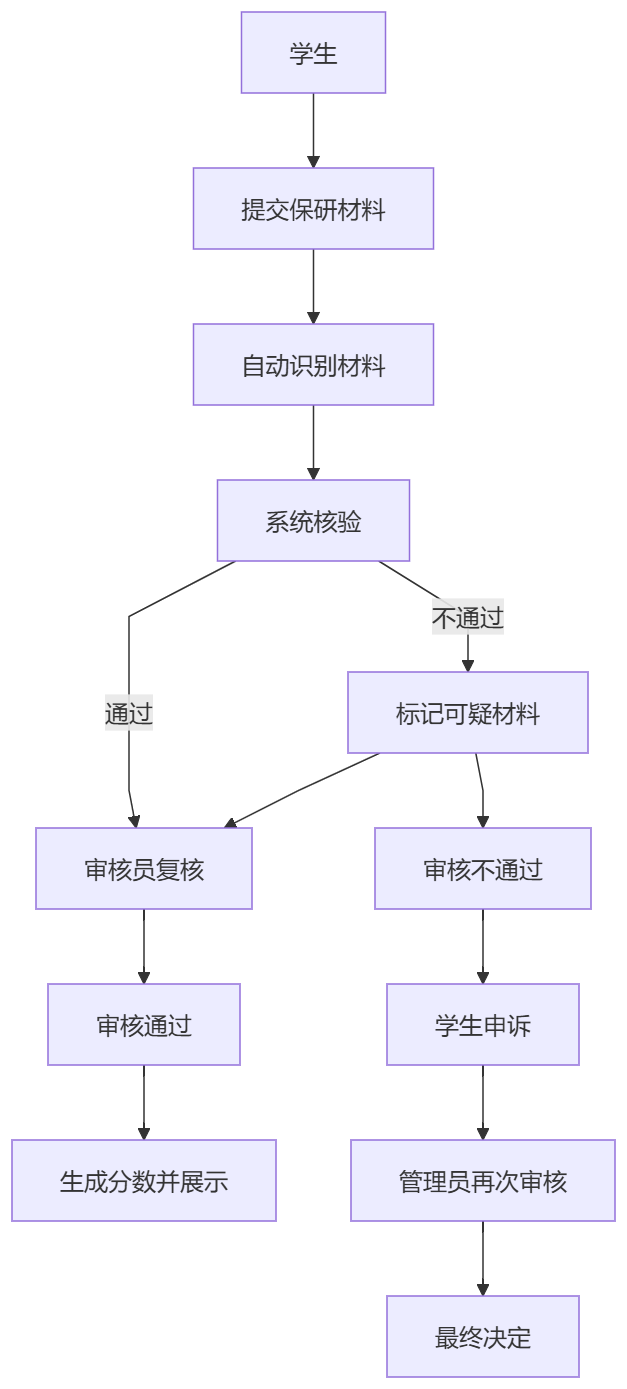 学生
提交保研材料
自动识别材料
系统核验
不通过
通过
标记可疑材料
审核员复核
审核不通过
审核通过
学生申诉
生成分数并展示
管理员再次审核
最终决定